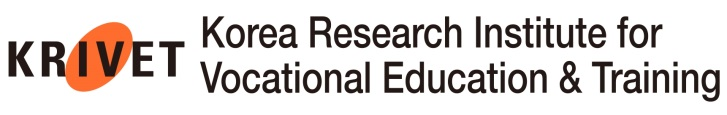 KRIVET
Korea Research Institute for
Vocational Education & Training